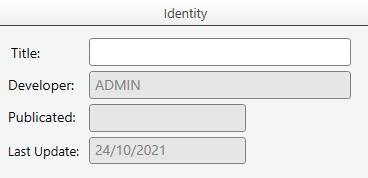 Identity
Title:
Developer: ADMIN
Publicated:
Last Update: 24/10/2021